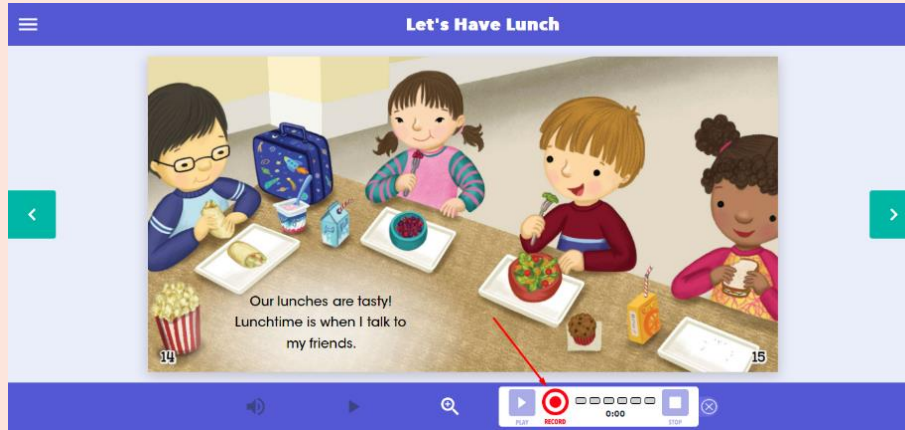 Let's Have Lunch
Our lunches are tasty!
Lunchtime is when I talk to
my friends.
14
15
PLAY
RECORD
0:00
STOP